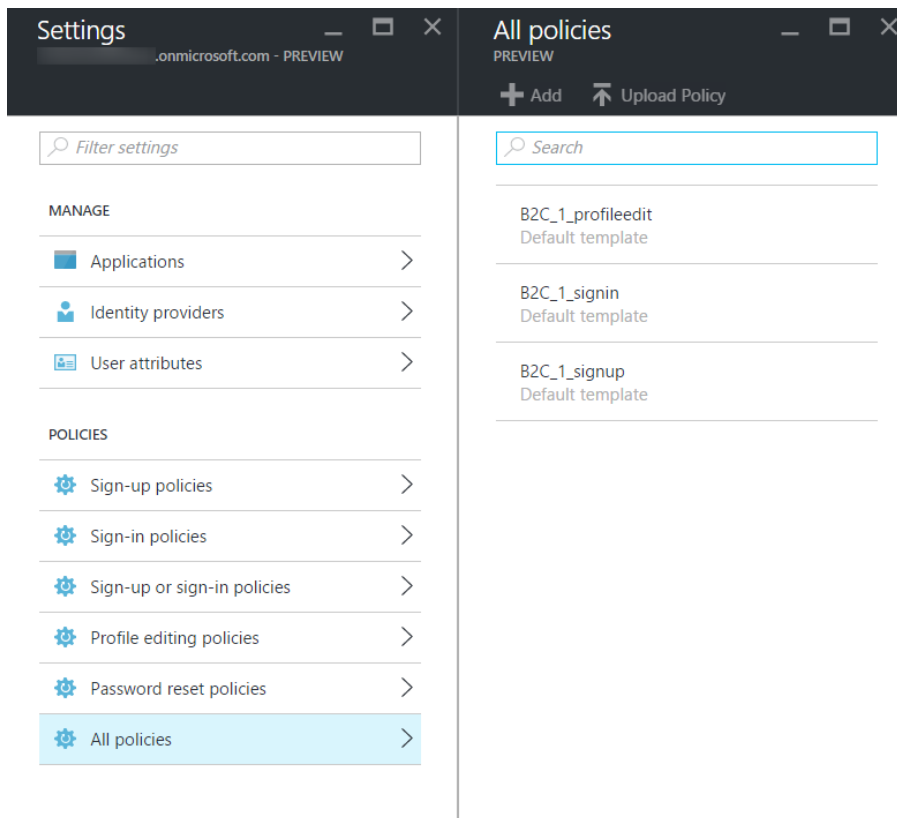 Settings
.onmicrosoft.com - PREVIEW
Filter settings
MANAGE
Applications
Identity providers
User attributes
POLICIES
Sign-up policies
Sign-in policies
Sign-up or sign-in policies
Profile editing policies
Password reset policies
All policies
All policies
PREVIEW
Add Upload Policy
Search
B2C_1_profileedit
Default template
B2C_1_signin
Default template
B2C_1_signup
Default template